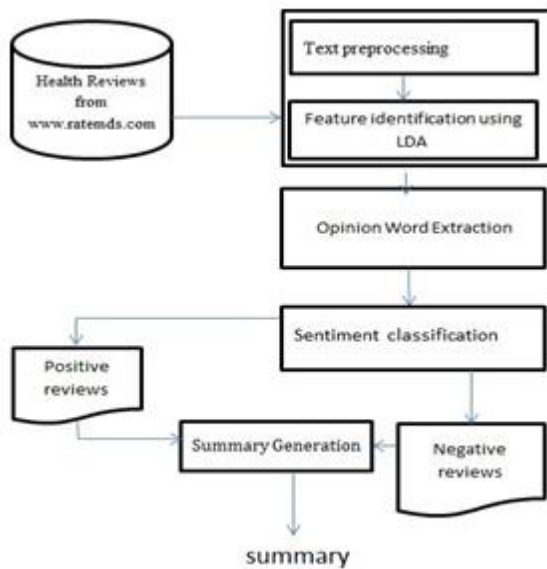 Health Reviews
from
www.ratemds.com
Text preprocessing
Feature identification using
LDA
Opinion Word Extraction
Sentiment classification
Positive
reviews
Summary Generation
Negative
reviews
summary